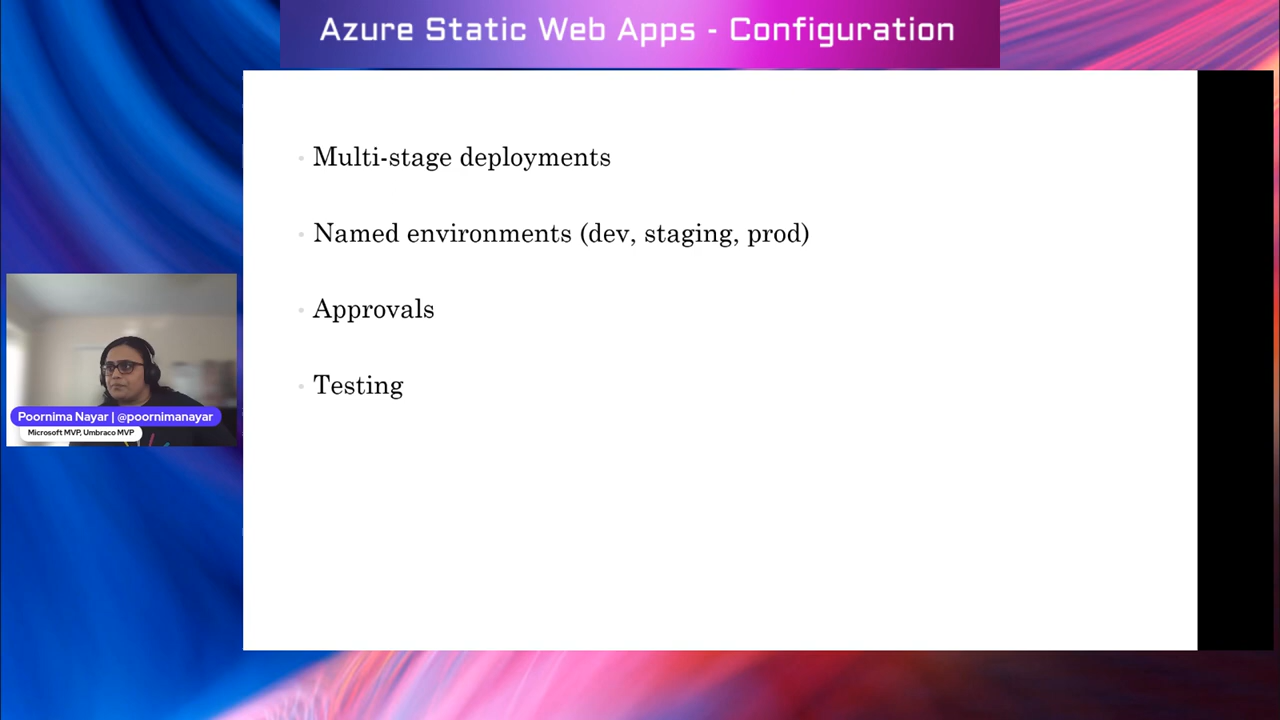 Azure Static Web Apps - Configuration
Multi-stage deployments
Named environments (dev, staging, prod)
Approvals
Testing
Poornima Nayar | @poornimanayar
Microsoft MVP, Umbraco MVP